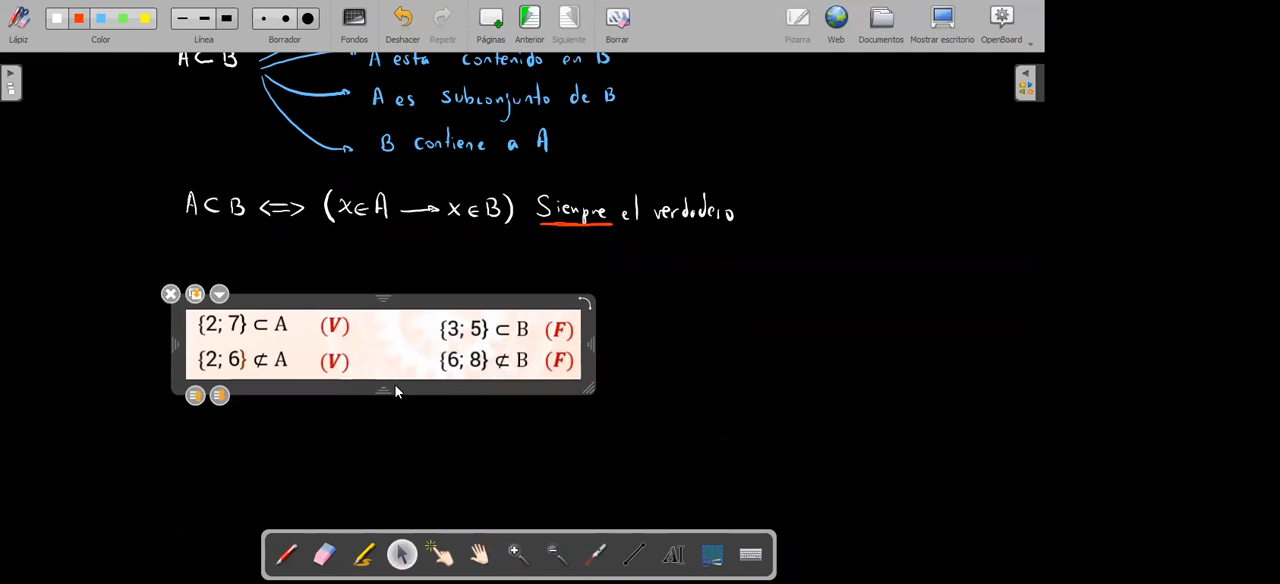 Lápiz Color Línea Borrador Fondos Deshacer Repetir Páginas Anterior Siguiente Borrar Pizarra Web Documentos Mostrar escritorio OpenBoard
A⊂B A esta contenido en B
A es subconjunto de B
B contiene a A
A⊂B ⟺ (x∈A → x∈B) Siempre el verdadero
{2; 7} ⊂ A (V) {3; 5} ⊂ B (F)
{2; 6} ⊄ A (V) {6; 8} ⊄ B (F)
AI